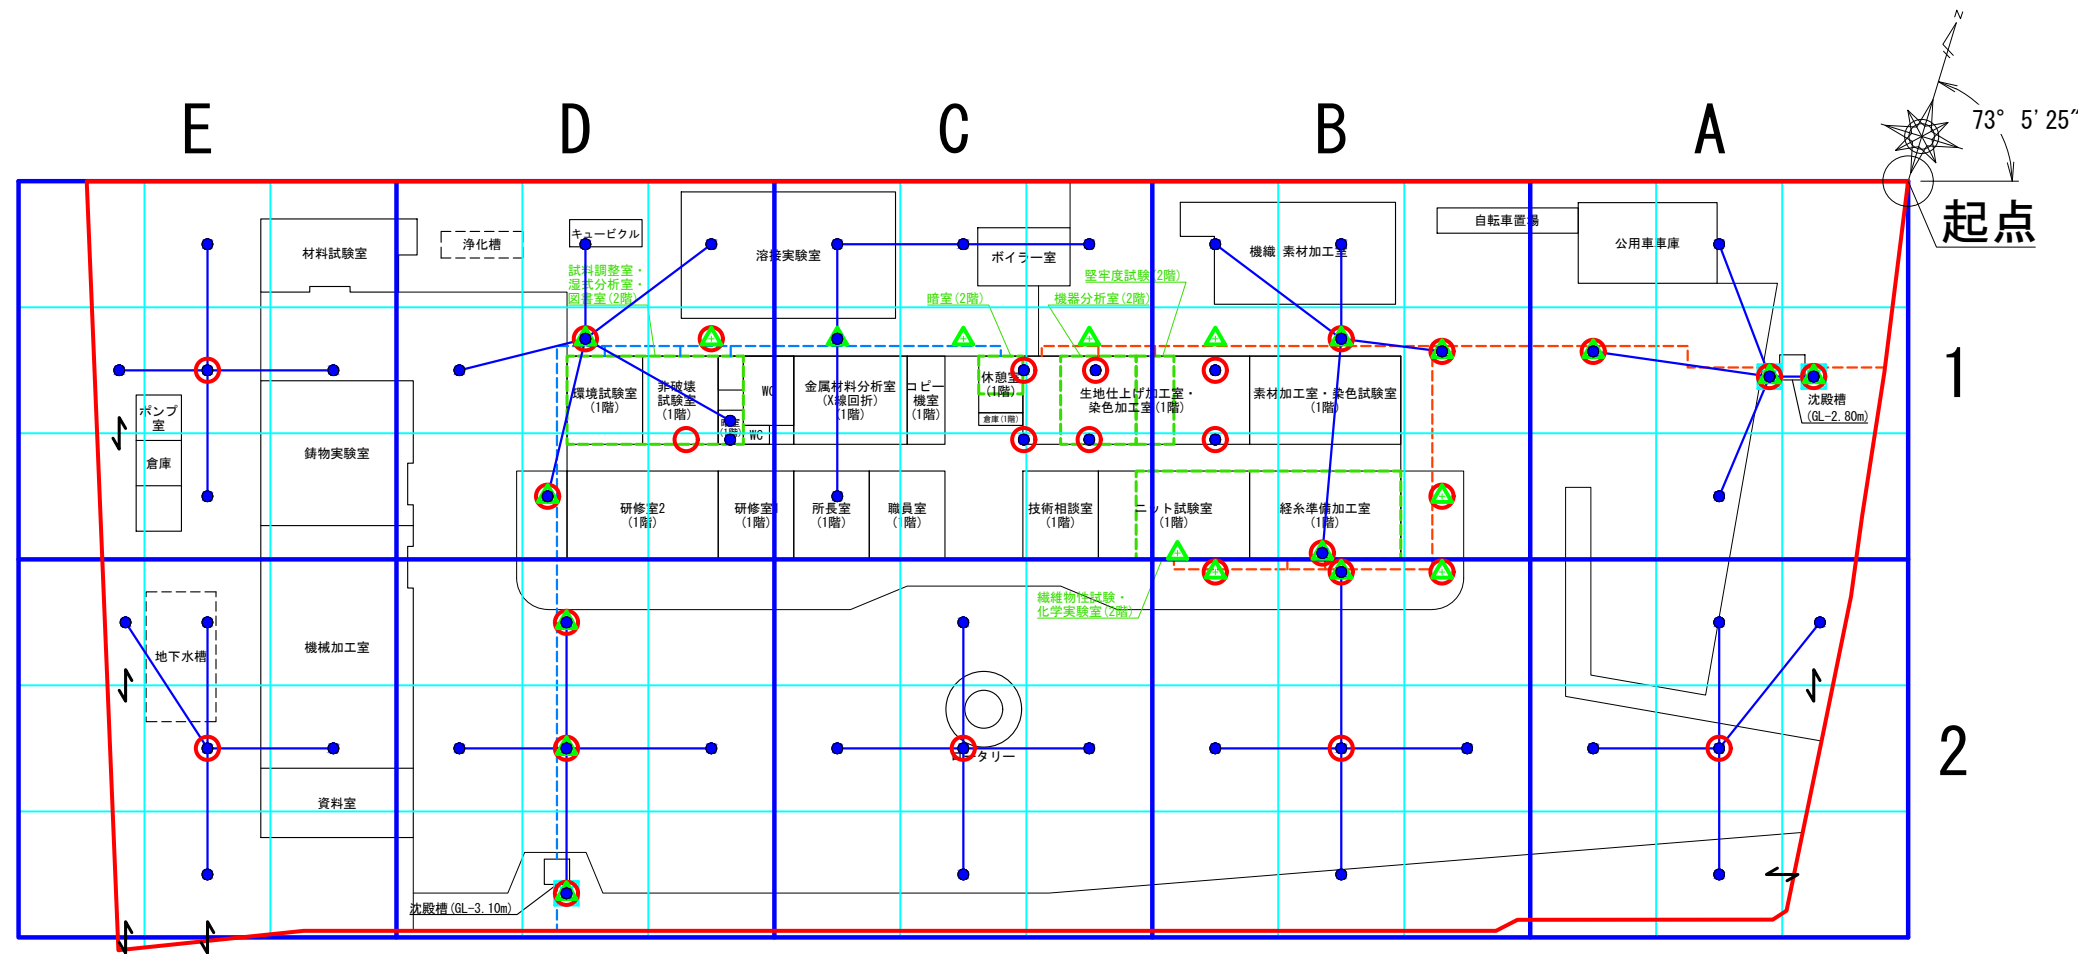 N
73° 5′25″
起点
E
D
C
B
A
1
2
材料試験室
浄化槽
キュービクル
溶接実験室
ボイラー室
機織 素材加工室
自転車置場
公用車車庫
試料調整室・
湿式分析室・
図書室(2階)
暗室(2階)
機器分析室(2階)
堅牢度試験(2階)
ポンプ
室
倉庫
鋳物実験室
環境試験室
(1階)
非破壊
試験室
(1階)
WC
WC
(1階)
金属材料分析室
(X線回折)
(1階)
コピー
機室
(1階)
休憩室
(1階)
倉庫(1階)
生地仕上げ加工室・
染色加工室(1階)
素材加工室・染色試験室
(1階)
沈殿槽
(GL-2.80m)
研修室2
(1階)
研修室1
(1階)
所長室
(1階)
職員室
(1階)
技術相談室
(1階)
ニット試験室
(1階)
経糸準備加工室
(1階)
繊維物性試験・
化学実験室(2階)
地下水槽
機械加工室
ロータリー
資料室
沈殿槽(GL-3.10m)